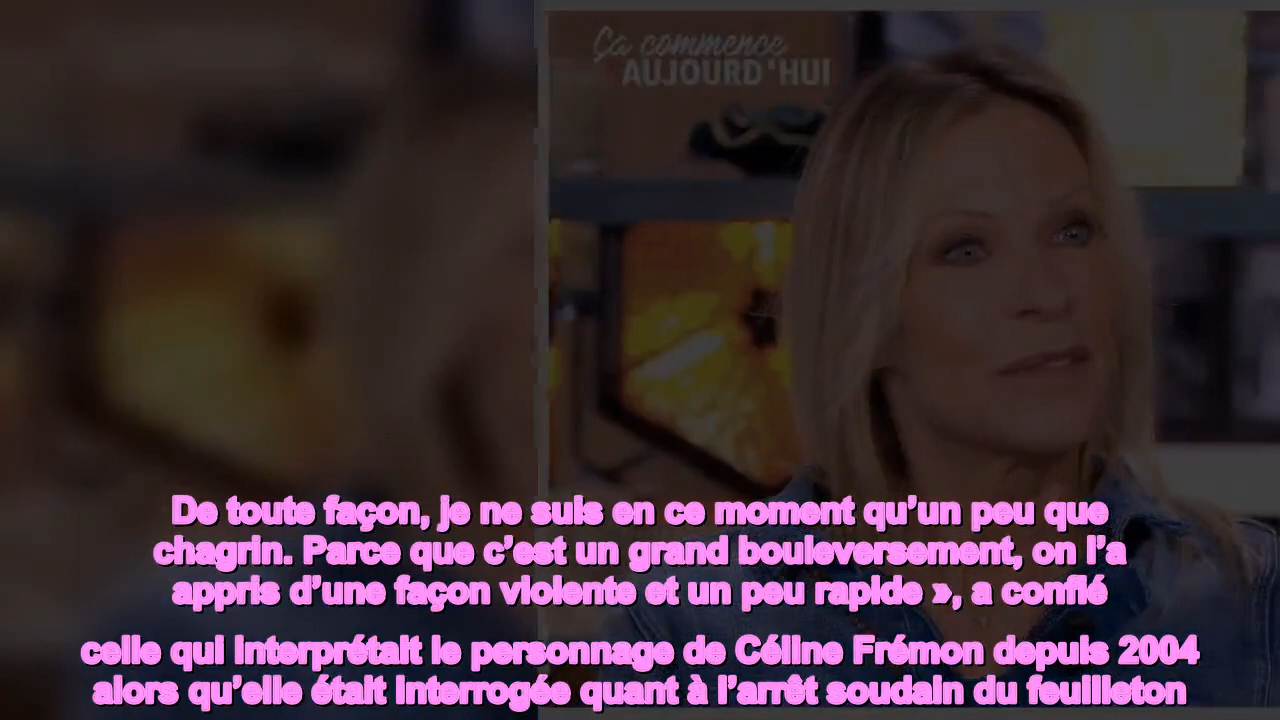 Ça commence
AUJOURD'HUI
De toute façon, je ne suis en ce moment qu’un peu que
chagrin. Parce que c’est un grand bouleversement, on l’a
appris d’une façon violente et un peu rapide », a confié
celle qui interprétait le personnage de Céline Frémon depuis 2004
alors qu’elle était interrogée quant à l’arrêt soudain du feuilleton